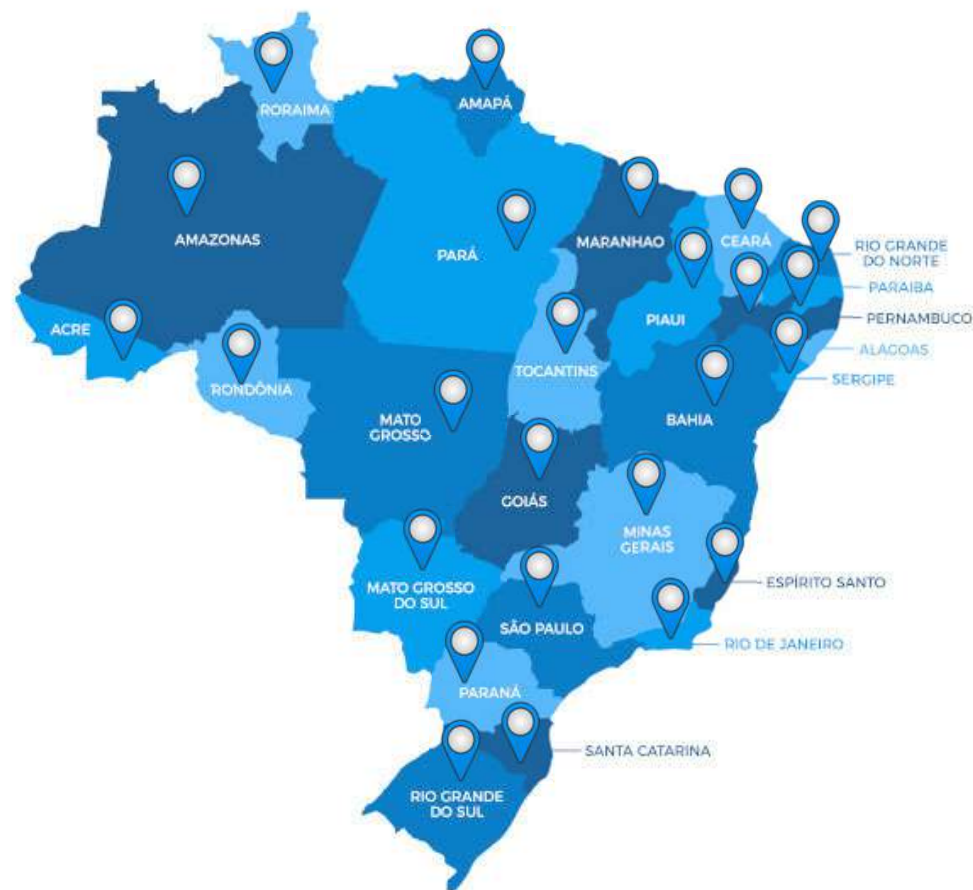 RORAIMA
AMAPÁ
AMAZONAS
PARÁ
MARANHAO
CEARÁ
RIO GRANDE
DO NORTE
PARAIBA
PIAUI
PERNAMBUCO
ACRE
ALAGOAS
RONDÔNIA
TOCANTINS
SERGIPE
MATO
GROSSO
BAHIA
GOIÁS
MINAS
GERAIS
MATO GROSSO
DO SUL
ESPÍRITO SANTO
SÃO PAULO
RIO DE JANEIRO
PARANÁ
SANTA CATARINA
RIO GRANDE
DO SUL